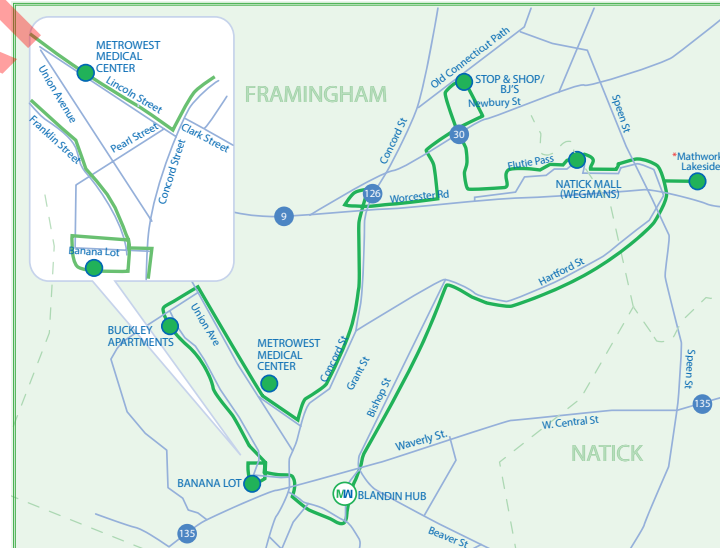 METROWEST
MEDICAL
CENTER
Lincoln Street
Union Avenue
Franklin Street
Pearl Street
Clark Street
Concord Street
Banana Lot
FRAMINGHAM
Old Connecticut Path
STOP & SHOP/
BJ'S
Newbury St
Concord St
30
Speen St
Flutie Pass
NATICK MALL
(WEGMANS)
*Mathwork
Lakeside
126
Worcester Rd
9
Hartford St
BUCKLEY
APARTMENTS
Union Ave
METROWEST
MEDICAL
CENTER
Concord St
Grant St
Bishop St
Speen St
135
W. Central St
Waverly St.
NATICK
BANANA LOT
MW
BLANDIN HUB
135
Beaver St